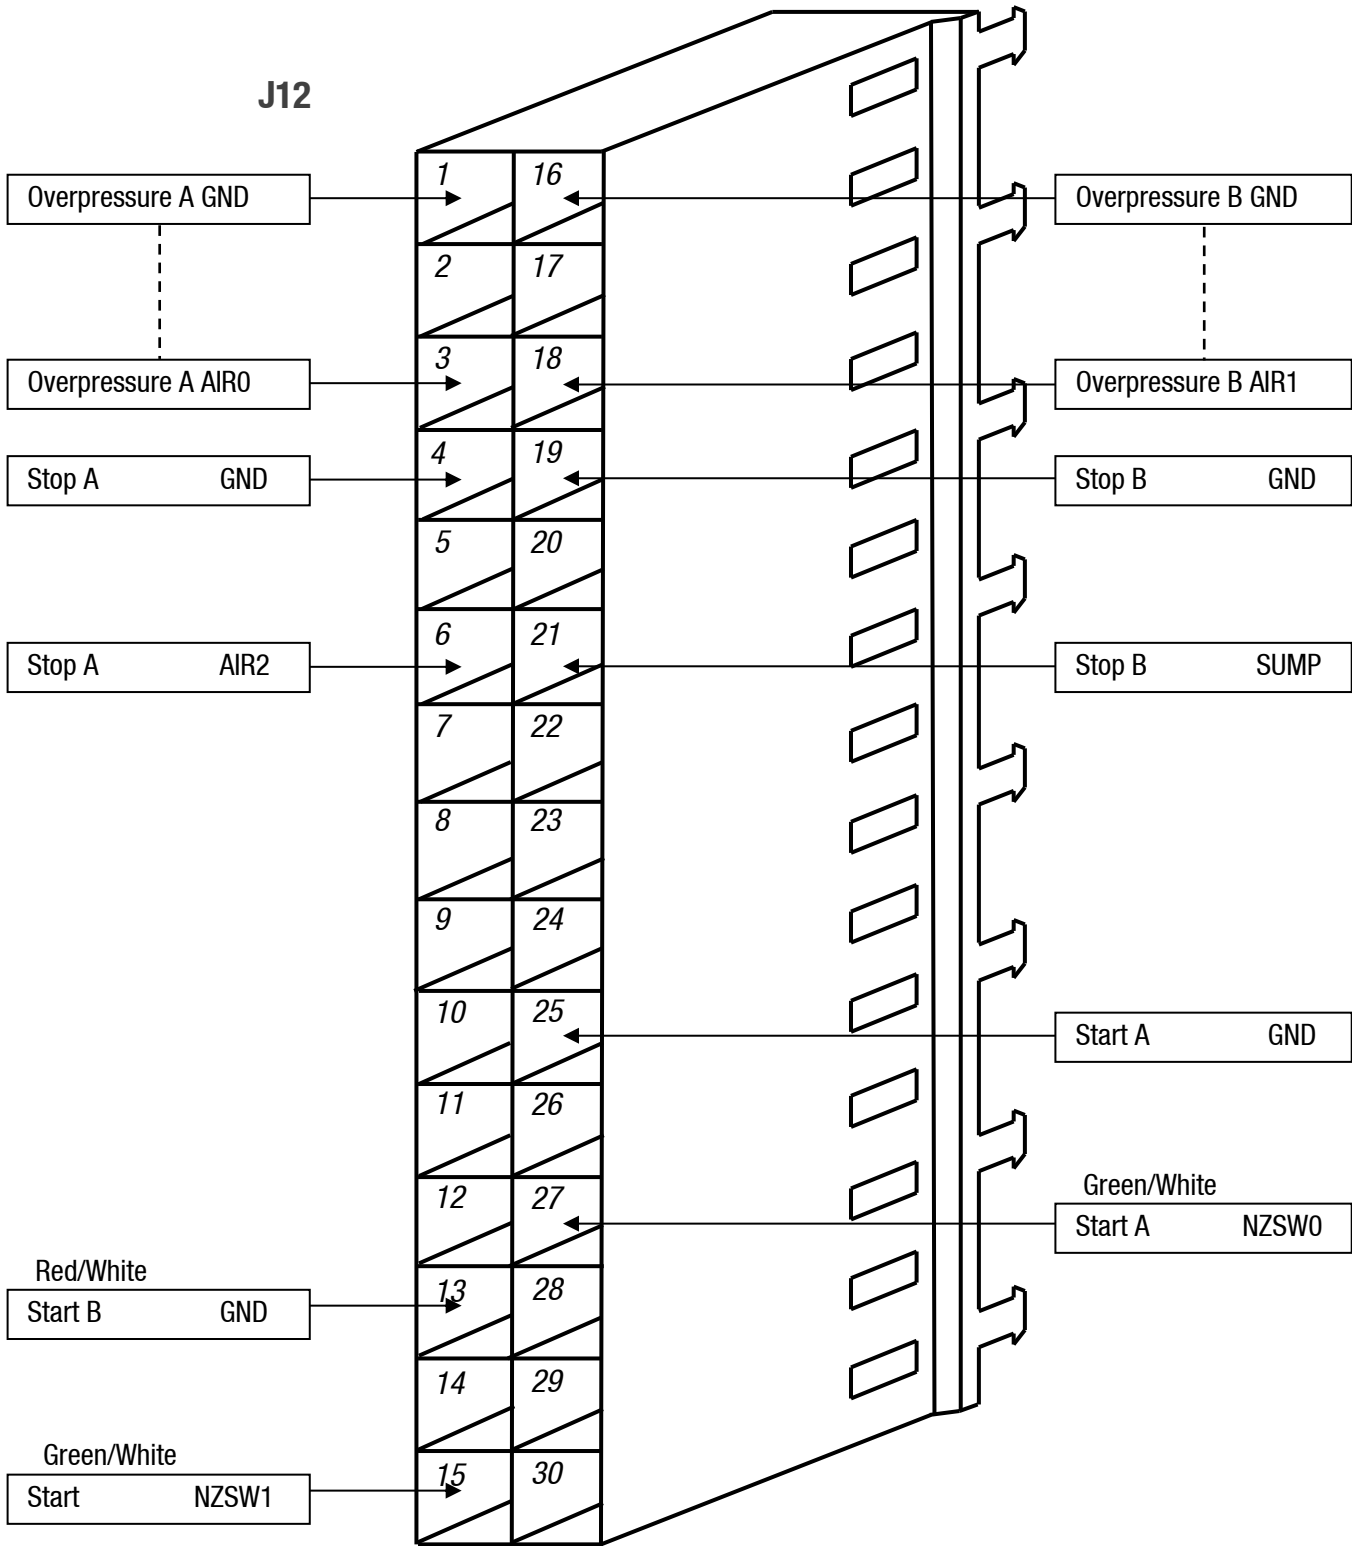 J12
1 16
Overpressure A GND
Overpressure B GND
2 17
3 18
Overpressure A AIR0
Overpressure B AIR1
4 19
Stop A GND
Stop B GND
5 20
6 21
Stop A AIR2
Stop B SUMP
7 22
8 23
9 24
10 25
Start A GND
11 26
12 27
Green/White
Start A NZSW0
Red/White
13 28
Start B GND
14 29
Green/White
15 30
Start NZSW1